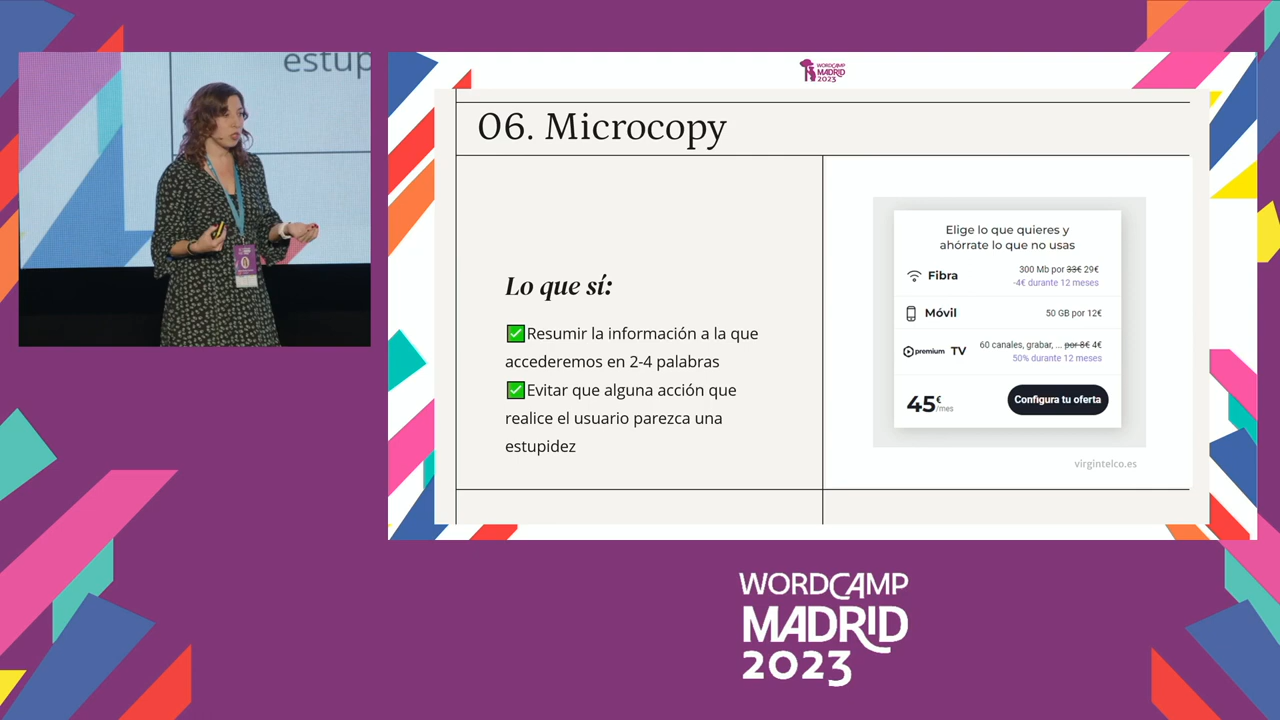 estup
WORDCAMP
MADRID
2023
06. Microcopy
Lo que sí:
✅Resumir la información a la que
accederemos en 2-4 palabras
✅Evitar que alguna acción que
realice el usuario parezca una
estupidez
Elige lo que quieres y
ahórrate lo que no usas
Fibra
300 Mb por 33€ 29€
-4€ durante 12 meses
Móvil
50 GB por 12€
premium TV
60 canales, grabar, ... por 8€ 4€
50% durante 12 meses
45€/mes
Configura tu oferta
virgintelco.es
WORDCAMP
MADRID
2023